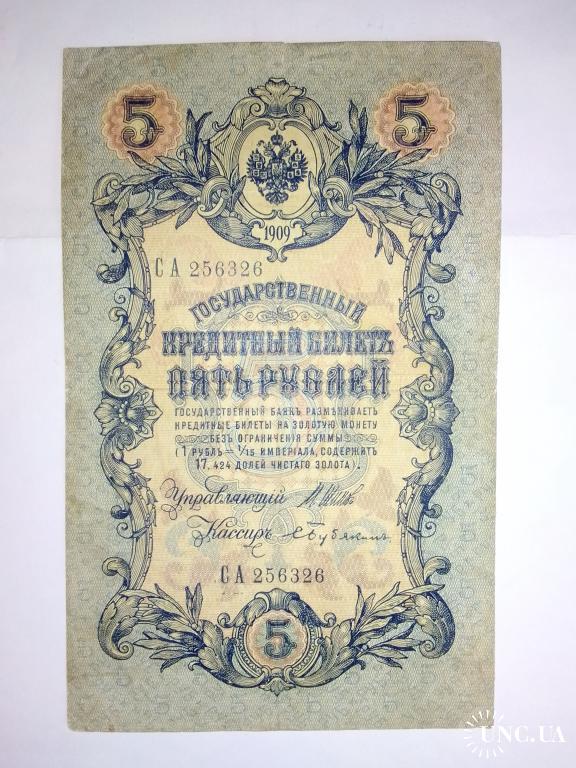 5 5
1909
СА 256326
ГОСУДАРСТВЕННЫЙ
КРЕДИТНЫЙ БИЛЕТЪ
ПЯТЬ РУБЛЕЙ
ГОСУДАРСТВЕННЫЙ БАНКЪ РАЗМѢНИВАЕТЪ
КРЕДИТНЫЕ БИЛЕТЫ НА ЗОЛОТУЮ МОНЕТУ
БЕЗЪ ОГРАНИЧЕНІЯ СУММЫ
(1 РУБЛЬ = 1/15 ИМПЕРІАЛА, СОДЕРЖИТЪ
17,424 ДОЛЕЙ ЧИСТАГО ЗОЛОТА).
Управляющій
Кассиръ
СА 256326
5
UNC.UA